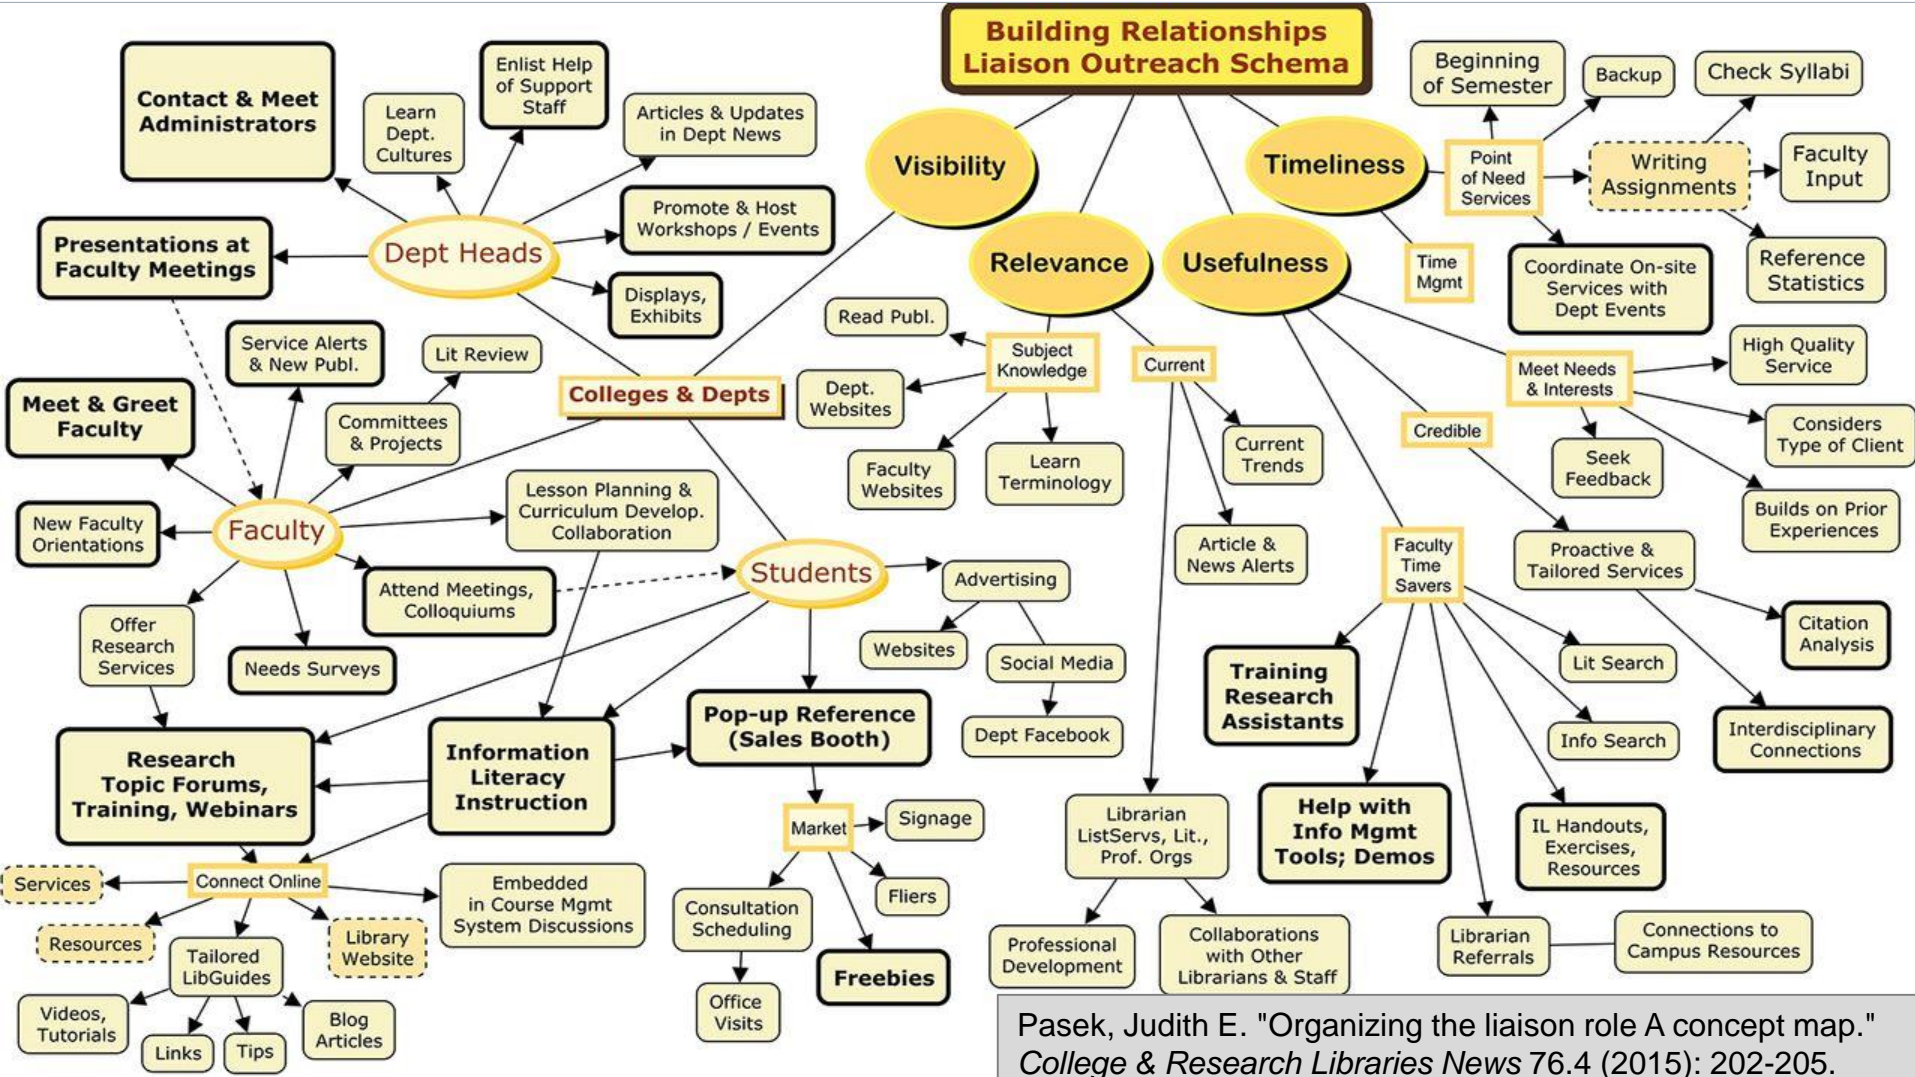 Building Relationships
Liaison Outreach Schema
Visibility
Relevance
Usefulness
Timeliness
Contact & Meet
Administrators
Learn
Dept.
Cultures
Enlist Help
of Support
Staff
Articles & Updates
in Dept News
Promote & Host
Workshops / Events
Displays,
Exhibits
Dept Heads
Presentations at
Faculty Meetings
Colleges & Depts
Service Alerts
& New Publ.
Lit Review
Committees
& Projects
Meet & Greet
Faculty
New Faculty
Orientations
Faculty
Lesson Planning &
Curriculum Develop.
Collaboration
Attend Meetings,
Colloquiums
Offer
Research
Services
Needs Surveys
Students
Advertising
Websites
Social Media
Dept Facebook
Research
Topic Forums,
Training, Webinars
Information
Literacy
Instruction
Pop-up Reference
(Sales Booth)
Market
Signage
Fliers
Freebies
Consultation
Scheduling
Office
Visits
Connect Online
Services
Resources
Tailored
LibGuides
Library
Website
Embedded
in Course Mgmt
System Discussions
Videos,
Tutorials
Links
Tips
Blog
Articles
Read Publ.
Subject
Knowledge
Dept.
Websites
Faculty
Websites
Learn
Terminology
Current
Current
Trends
Article &
News Alerts
Librarian
ListServs, Lit.,
Prof. Orgs
Professional
Development
Collaborations
with Other
Librarians & Staff
Beginning
of Semester
Backup
Check Syllabi
Point
of Need
Services
Writing
Assignments
Faculty
Input
Reference
Statistics
Coordinate On-site
Services with
Dept Events
Time
Mgmt
Meet Needs
& Interests
High Quality
Service
Considers
Type of Client
Seek
Feedback
Builds on Prior
Experiences
Credible
Proactive &
Tailored Services
Citation
Analysis
Interdisciplinary
Connections
Faculty
Time
Savers
Training
Research
Assistants
Help with
Info Mgmt
Tools; Demos
Lit Search
Info Search
IL Handouts,
Exercises,
Resources
Librarian
Referrals
Connections to
Campus Resources
Pasek, Judith E. "Organizing the liaison role A concept map."
College & Research Libraries News 76.4 (2015): 202-205.